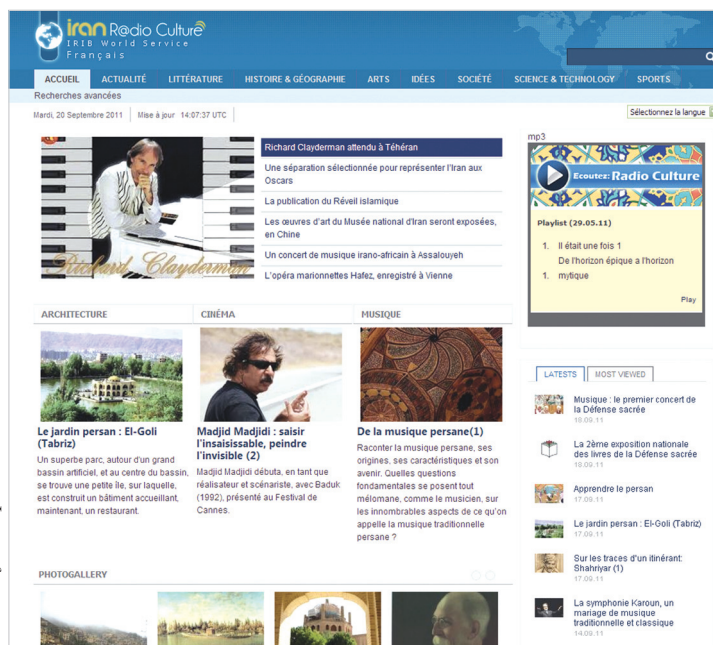 iran R@dio Culture
IRIB World Service
Français
ACCUEIL ACTUALITÉ LITTÉRATURE HISTOIRE & GÉOGRAPHIE ARTS IDÉES SOCIÉTÉ SCIENCE & TECHNOLOGY SPORTS
Recherches avancées
Mardi, 20 Septembre 2011 Mise à jour 14:07:37 UTC
Sélectionnez la langue
Richard Clayderman
Richard Clayderman attendu à Téhéran
Une séparation sélectionnée pour représenter l'Iran aux
Oscars
La publication du Réveil islamique
Les œuvres d'art du Musée national d'Iran seront exposées,
en Chine
Un concert de musique irano-africain à Assalouyeh
L'opéra marionnettes Hafez, enregistré à Vienne
mp3
Ecoutez: Radio Culture
Playlist (29.05.11)
1. Il était une fois 1
De l'horizon épique a l'horizon
1. mytique
Play
ARCHITECTURE
Le jardin persan : El-Goli
(Tabriz)
Un superbe parc, autour d'un grand
bassin artificiel, et au centre du bassin,
se trouve une petite île, sur laquelle,
est construit un bâtiment accueillant,
maintenant, un restaurant.
CINÉMA
Madjid Madjidi : saisir
l'insaisissable, peindre
l'invisible (2)
Madjid Madjidi débuta, en tant que
réalisateur et scénariste, avec Baduk
(1992), présenté au Festival de
Cannes.
MUSIQUE
De la musique persane(1)
Raconter la musique persane, ses
origines, ses caractéristiques et son
avenir. Quelles questions
fondamentales se posent tout
mélomane, comme le musicien, sur
les innombrables aspects de ce qu'on
appelle la musique traditionnelle
persane ?
LATESTS MOST VIEWED
Musique : le premier concert de
la Défense sacrée
18.09.11
La 2ème exposition nationale
des livres de la Défense sacrée
18.09.11
Apprendre le persan
17.09.11
Le jardin persan : El-Goli (Tabriz)
17.09.11
Sur les traces d'un itinérant:
Shahriyar (1)
17.09.11
La symphonie Karoun, un
mariage de musique
traditionnelle et classique
14.09.11
PHOTOGALLERY